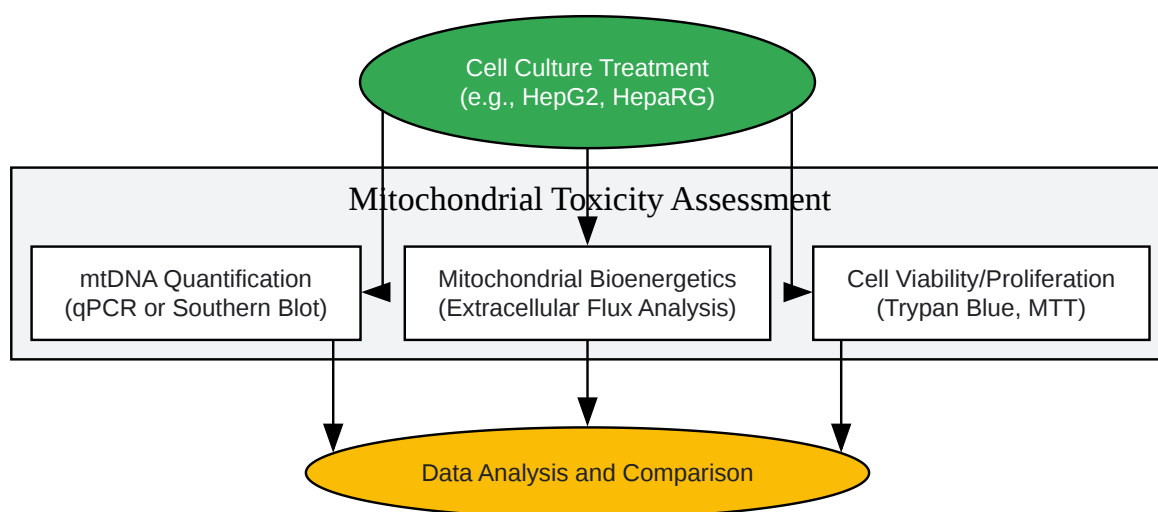 Cell Culture Treatment
(e.g., HepG2, HepaRG)
Mitochondrial Toxicity Assessment
mtDNA Quantification
(qPCR or Southern Blot)
Mitochondrial Bioenergetics
(Extracellular Flux Analysis)
Cell Viability/Proliferation
(Trypan Blue, MTT)
Data Analysis and Comparison